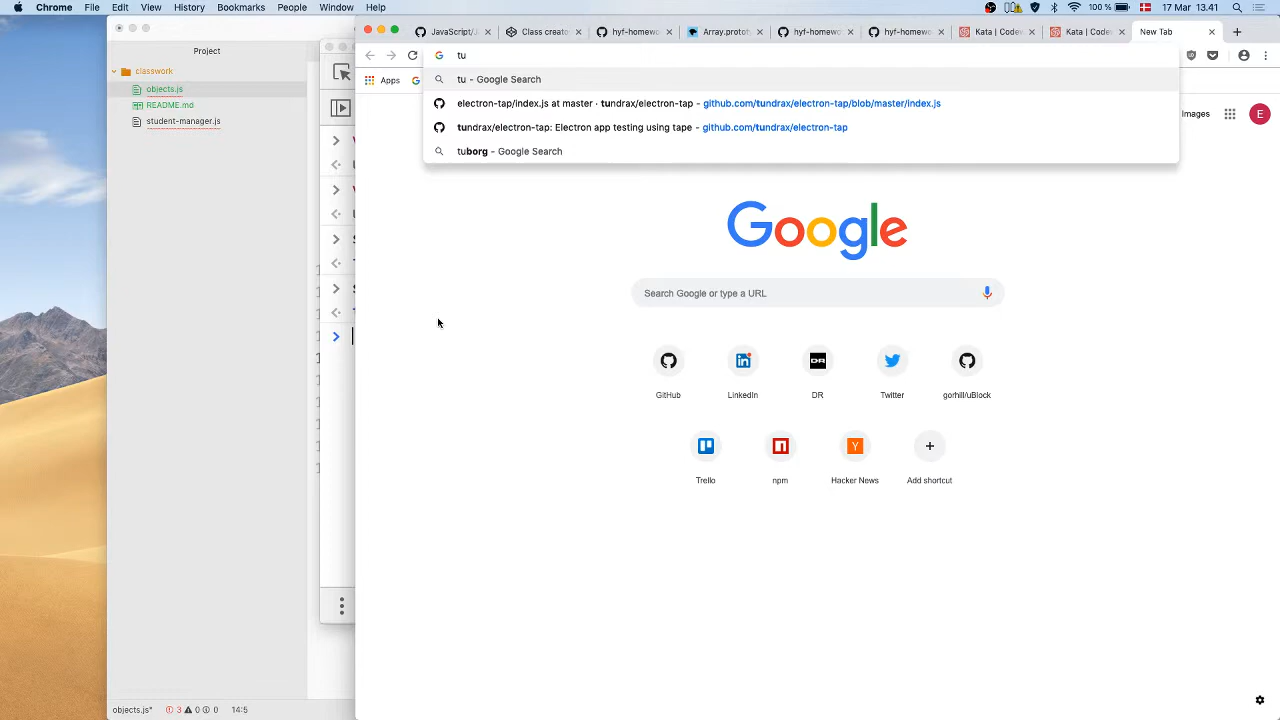 Chrome File Edit View History Bookmarks People Window Help 100 % 17 Mar 13.41
Project
classwork
objects.js
README.md
student-manager.js
objects.js* 3 0 0 14:5
JavaScript/ Class creato hyf-homew Array.protot hyf-homew hyf-homew Kata | Codew Kata | Codew New Tab
tu
Apps
tu - Google Search
electron-tap/index.js at master · tundrax/electron-tap - github.com/tundrax/electron-tap/blob/master/index.js
tundrax/electron-tap: Electron app testing using tape - github.com/tundrax/electron-tap
tuborg - Google Search
Images
E
Google
Search Google or type a URL
GitHub LinkedIn DR Twitter gorhill/uBlock
Trello npm Hacker News Add shortcut